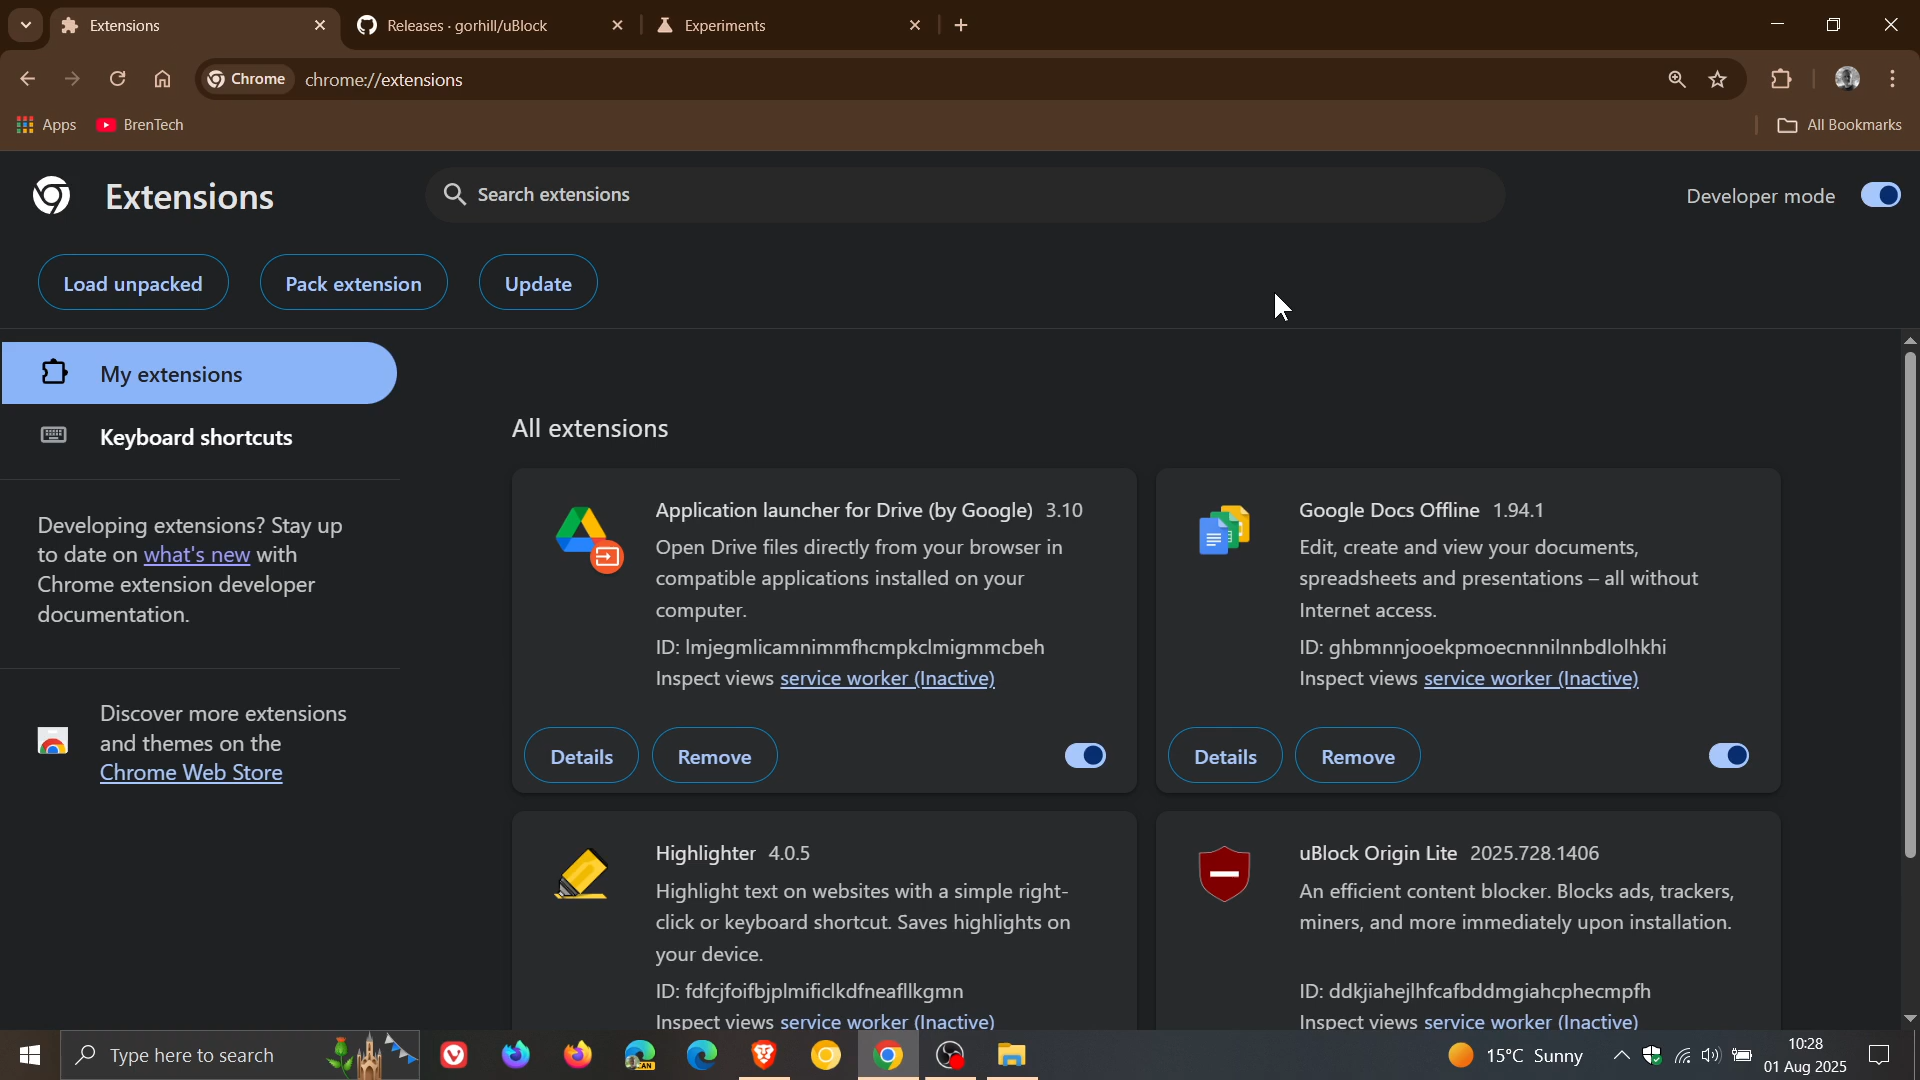 Extensions
Releases · gorhill/uBlock
Experiments
Chrome
chrome://extensions
Apps
BrenTech
All Bookmarks
Extensions
Search extensions
Developer mode
Load unpacked
Pack extension
Update
My extensions
Keyboard shortcuts
Developing extensions? Stay up
to date on what's new with
Chrome extension developer
documentation.
Discover more extensions
and themes on the
Chrome Web Store
All extensions
Application launcher for Drive (by Google) 3.10
Open Drive files directly from your browser in
compatible applications installed on your
computer.
ID: lmjegmlicamnimmfhcmpkclmigmmcbeh
Inspect views service worker (Inactive)
Details
Remove
Google Docs Offline 1.94.1
Edit, create and view your documents,
spreadsheets and presentations – all without
Internet access.
ID: ghbmnnjooekpmoecnnnilnnbdlolhkhi
Inspect views service worker (Inactive)
Details
Remove
Highlighter 4.0.5
Highlight text on websites with a simple right-
click or keyboard shortcut. Saves highlights on
your device.
ID: fdfcjfoifbjplmificlkdfneafllkgmn
Inspect views service worker (Inactive)
uBlock Origin Lite 2025.728.1406
An efficient content blocker. Blocks ads, trackers,
miners, and more immediately upon installation.
ID: ddkjiahejlhfcafbddmgiahcphecmpfh
Inspect views service worker (Inactive)
Type here to search
CAN
15°C Sunny
10:28
01 Aug 2025